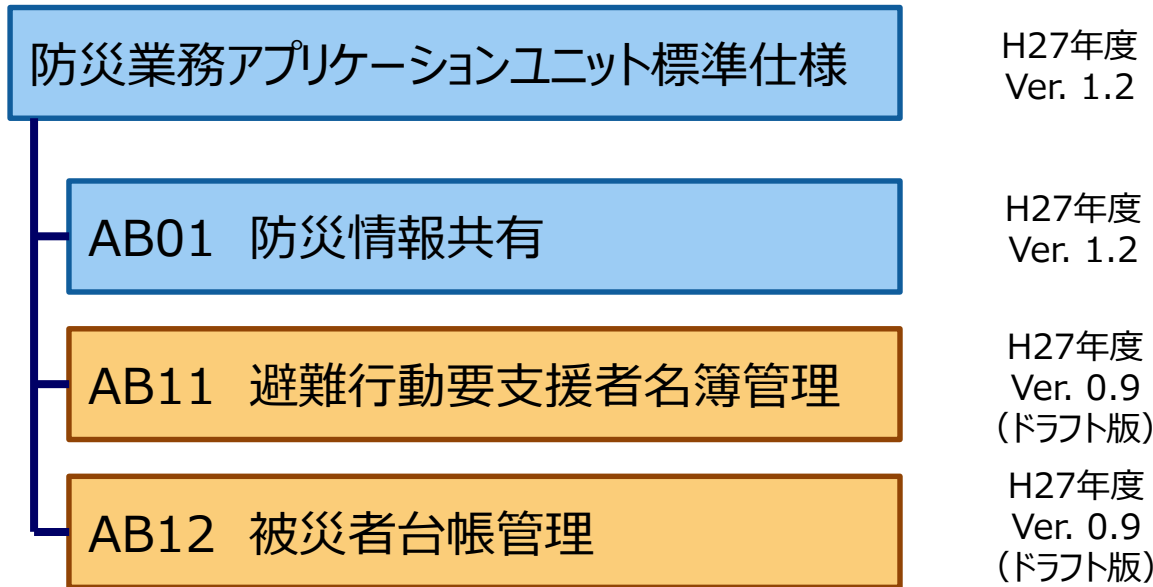 防災業務アプリケーションユニット標準仕様
H27年度
Ver. 1.2
AB01 防災情報共有
H27年度
Ver. 1.2
AB11 避難行動要支援者名簿管理
H27年度
Ver. 0.9
（ドラフト版）
AB12 被災者台帳管理
H27年度
Ver. 0.9
（ドラフト版）